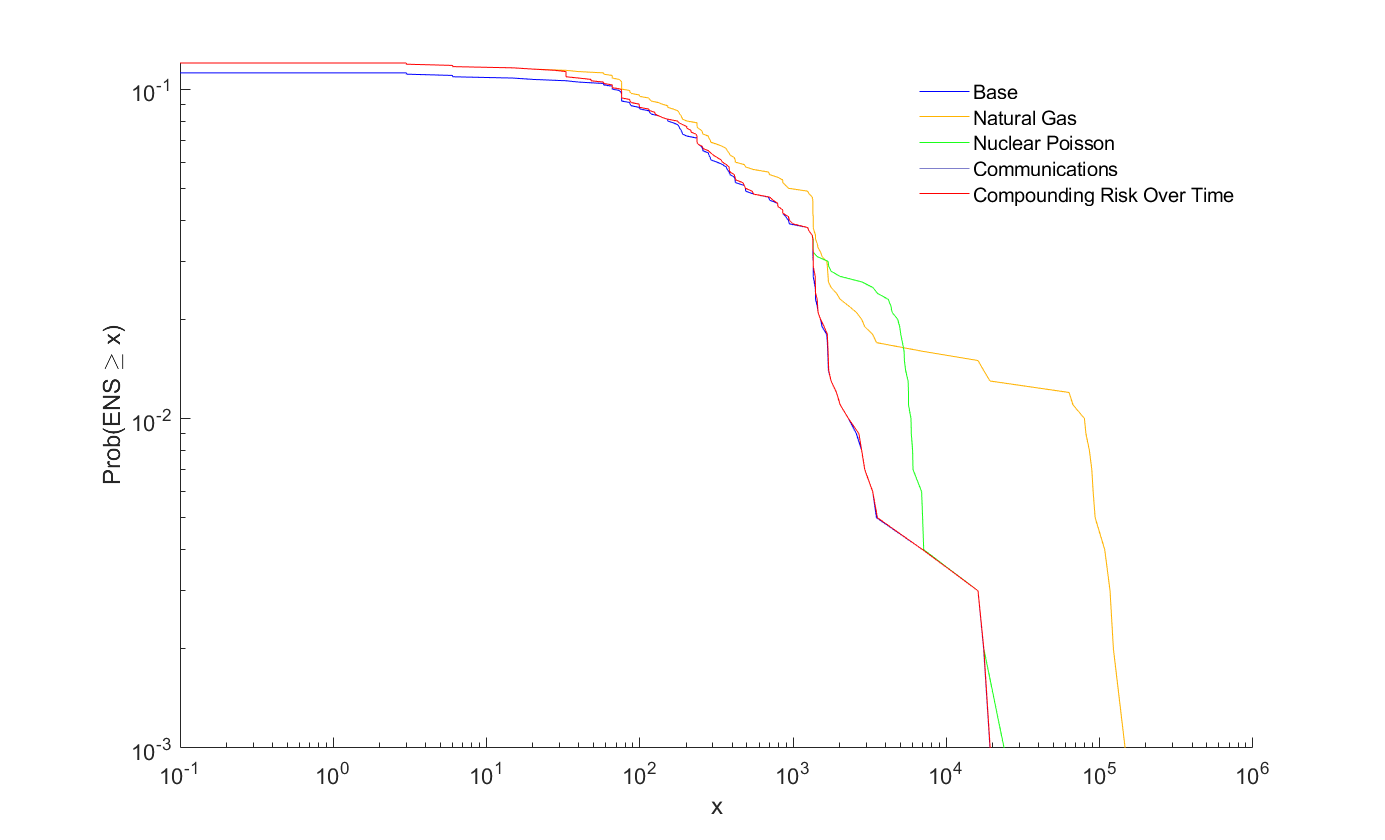 Base
Natural Gas
Nuclear Poisson
Communications
Compounding Risk Over Time
Prob(ENS ≥ x)
10^-1
10^-2
10^-3
10^-1 10^0 10^1 10^2 10^3 10^4 10^5 10^6
x